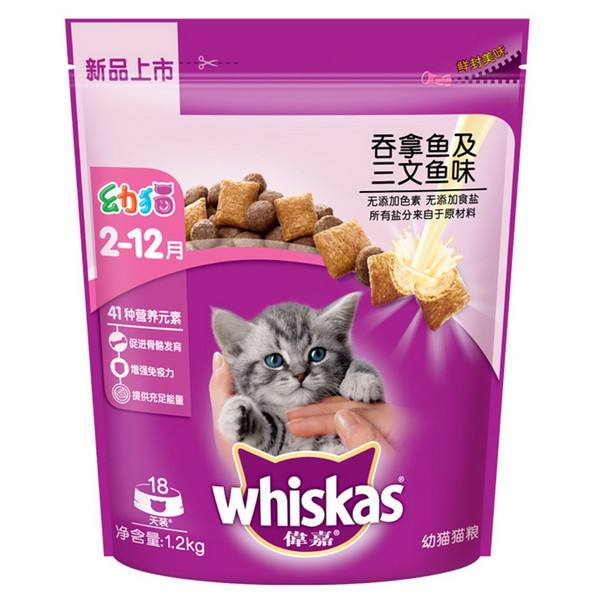 新品上市
鲜封美味
吞拿鱼及
三文鱼味
无添加色素 无添加食盐
所有盐分来自于原材料
幼猫
2-12月
41种营养元素
促进骨骼发育
增强免疫力
提供充足能量
18
天装*
净含量:1.2kg
whiskas
偉嘉
幼猫猫粮